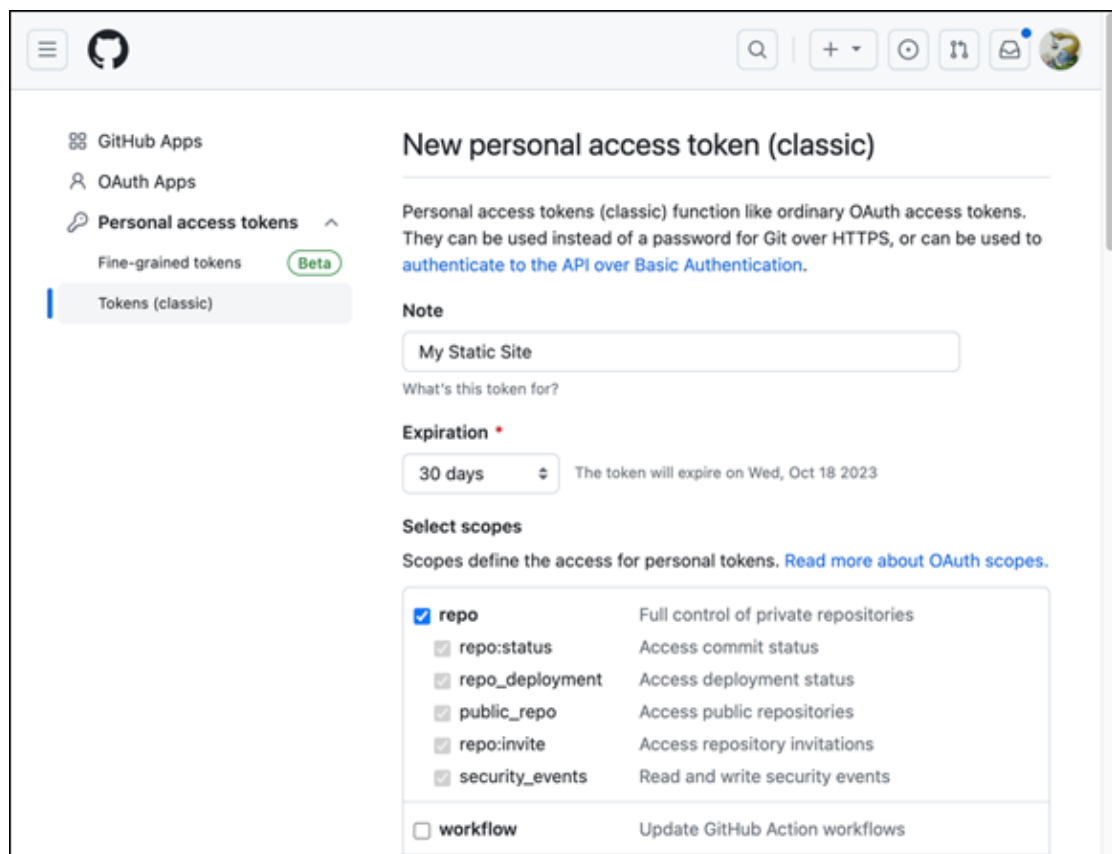 GitHub Apps
OAuth Apps
Personal access tokens
Fine-grained tokens Beta
Tokens (classic)
New personal access token (classic)
Personal access tokens (classic) function like ordinary OAuth access tokens.
They can be used instead of a password for Git over HTTPS, or can be used to
authenticate to the API over Basic Authentication.
Note
My Static Site
What's this token for?
Expiration *
30 days The token will expire on Wed, Oct 18 2023
Select scopes
Scopes define the access for personal tokens. Read more about OAuth scopes.
repo Full control of private repositories
repo:status Access commit status
repo_deployment Access deployment status
public_repo Access public repositories
repo:invite Access repository invitations
security_events Read and write security events
workflow Update GitHub Action workflows